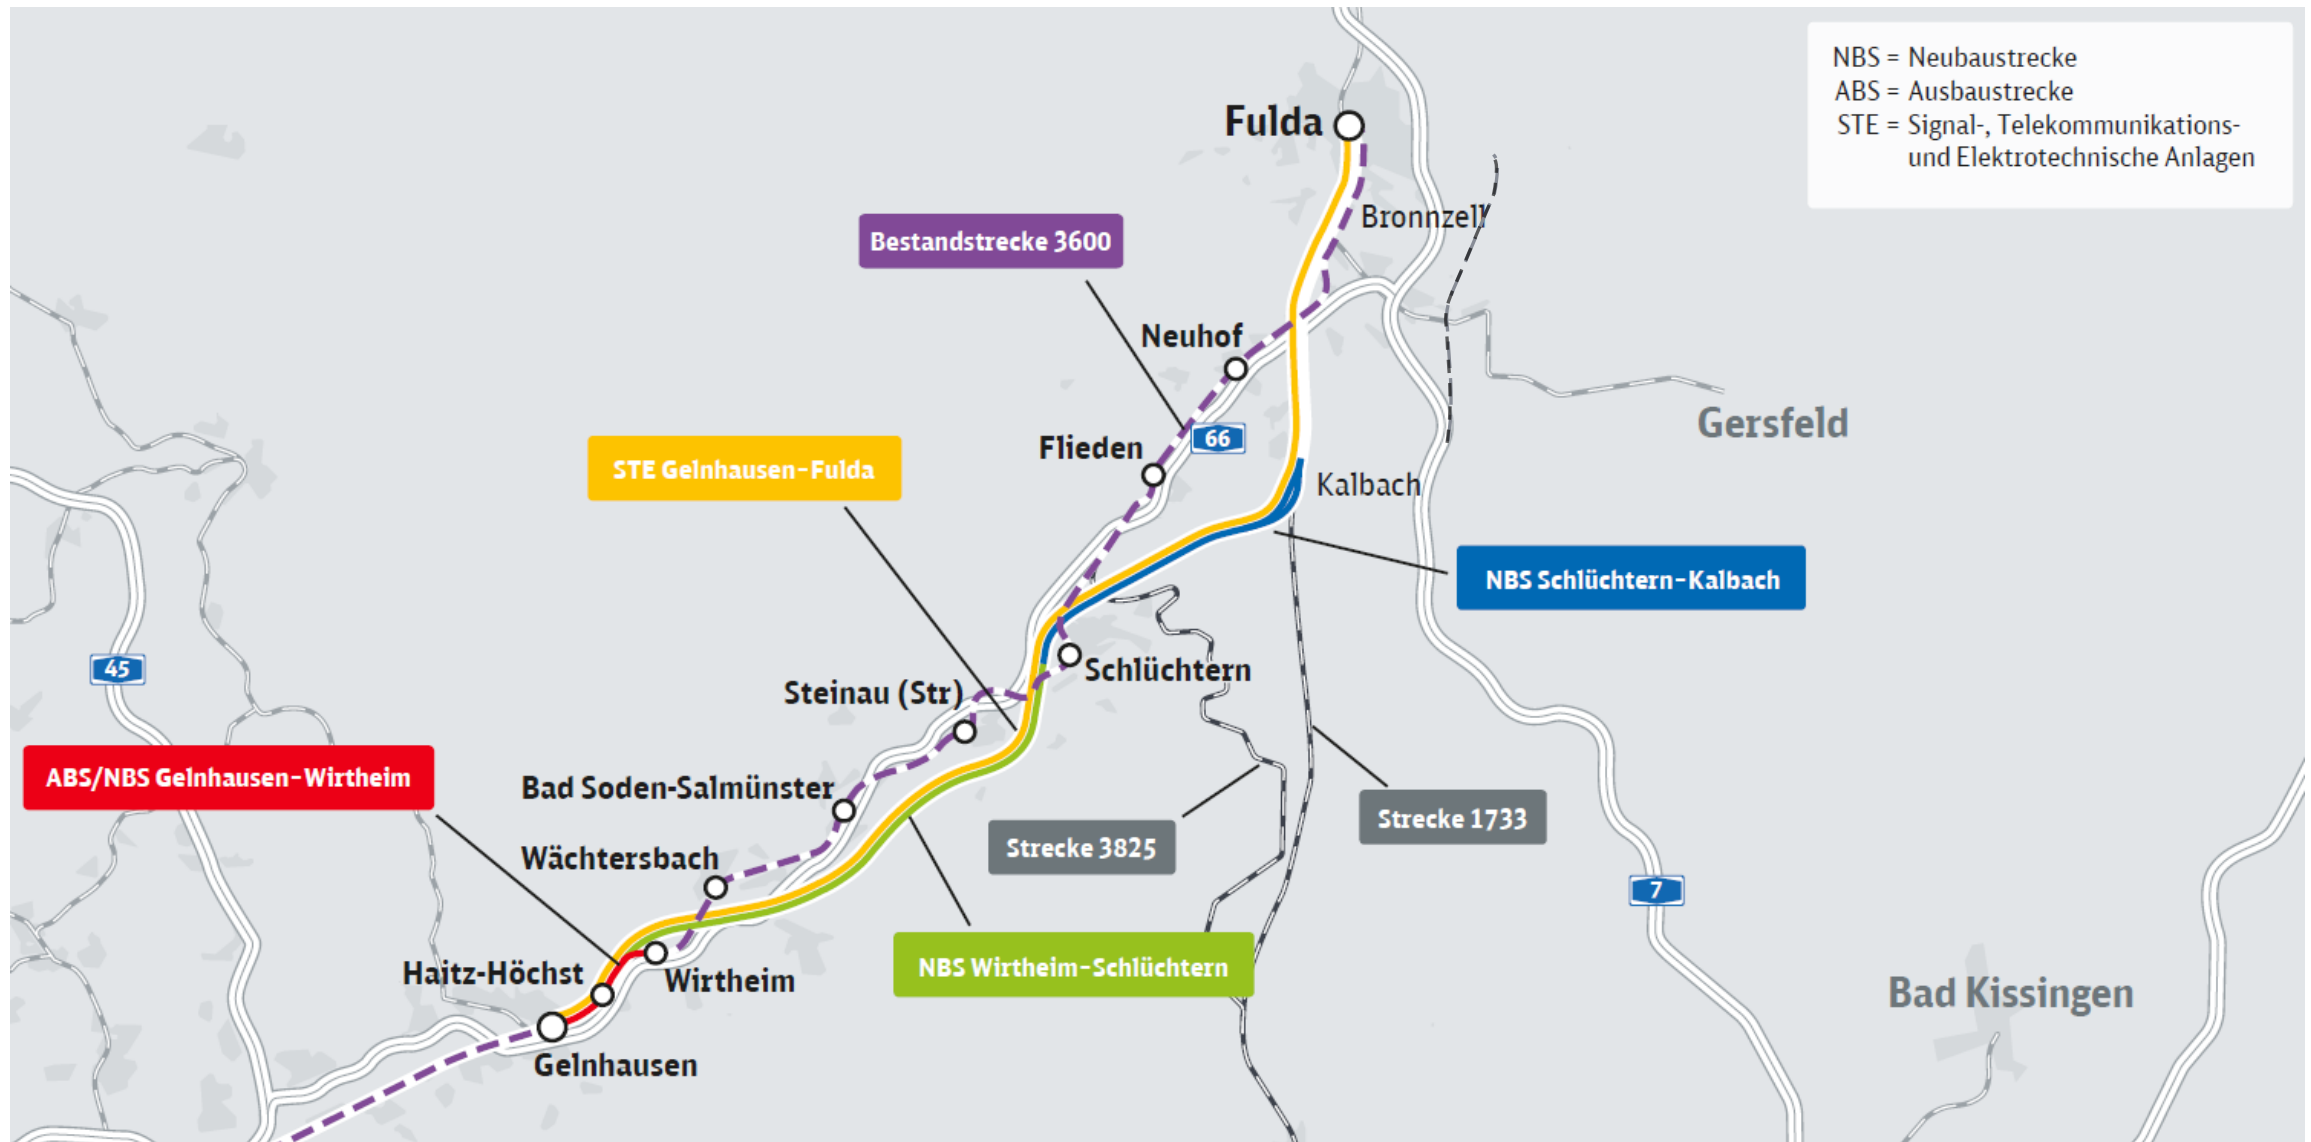 NBS = Neubaustrecke
ABS = Ausbaustrecke
STE = Signal-, Telekommunikations-
und Elektrotechnische Anlagen
Fulda
Bronnzell
Bestandstrecke 3600
Neuhof
Gersfeld
66
Flieden
STE Gelnhausen-Fulda
Kalbach
NBS Schlüchtern-Kalbach
45
Schlüchtern
Steinau (Str)
ABS/NBS Gelnhausen-Wirtheim
Bad Soden-Salmünster
Strecke 1733
Strecke 3825
Wächtersbach
7
NBS Wirtheim-Schlüchtern
Haitz-Höchst
Wirtheim
Bad Kissingen
Gelnhausen